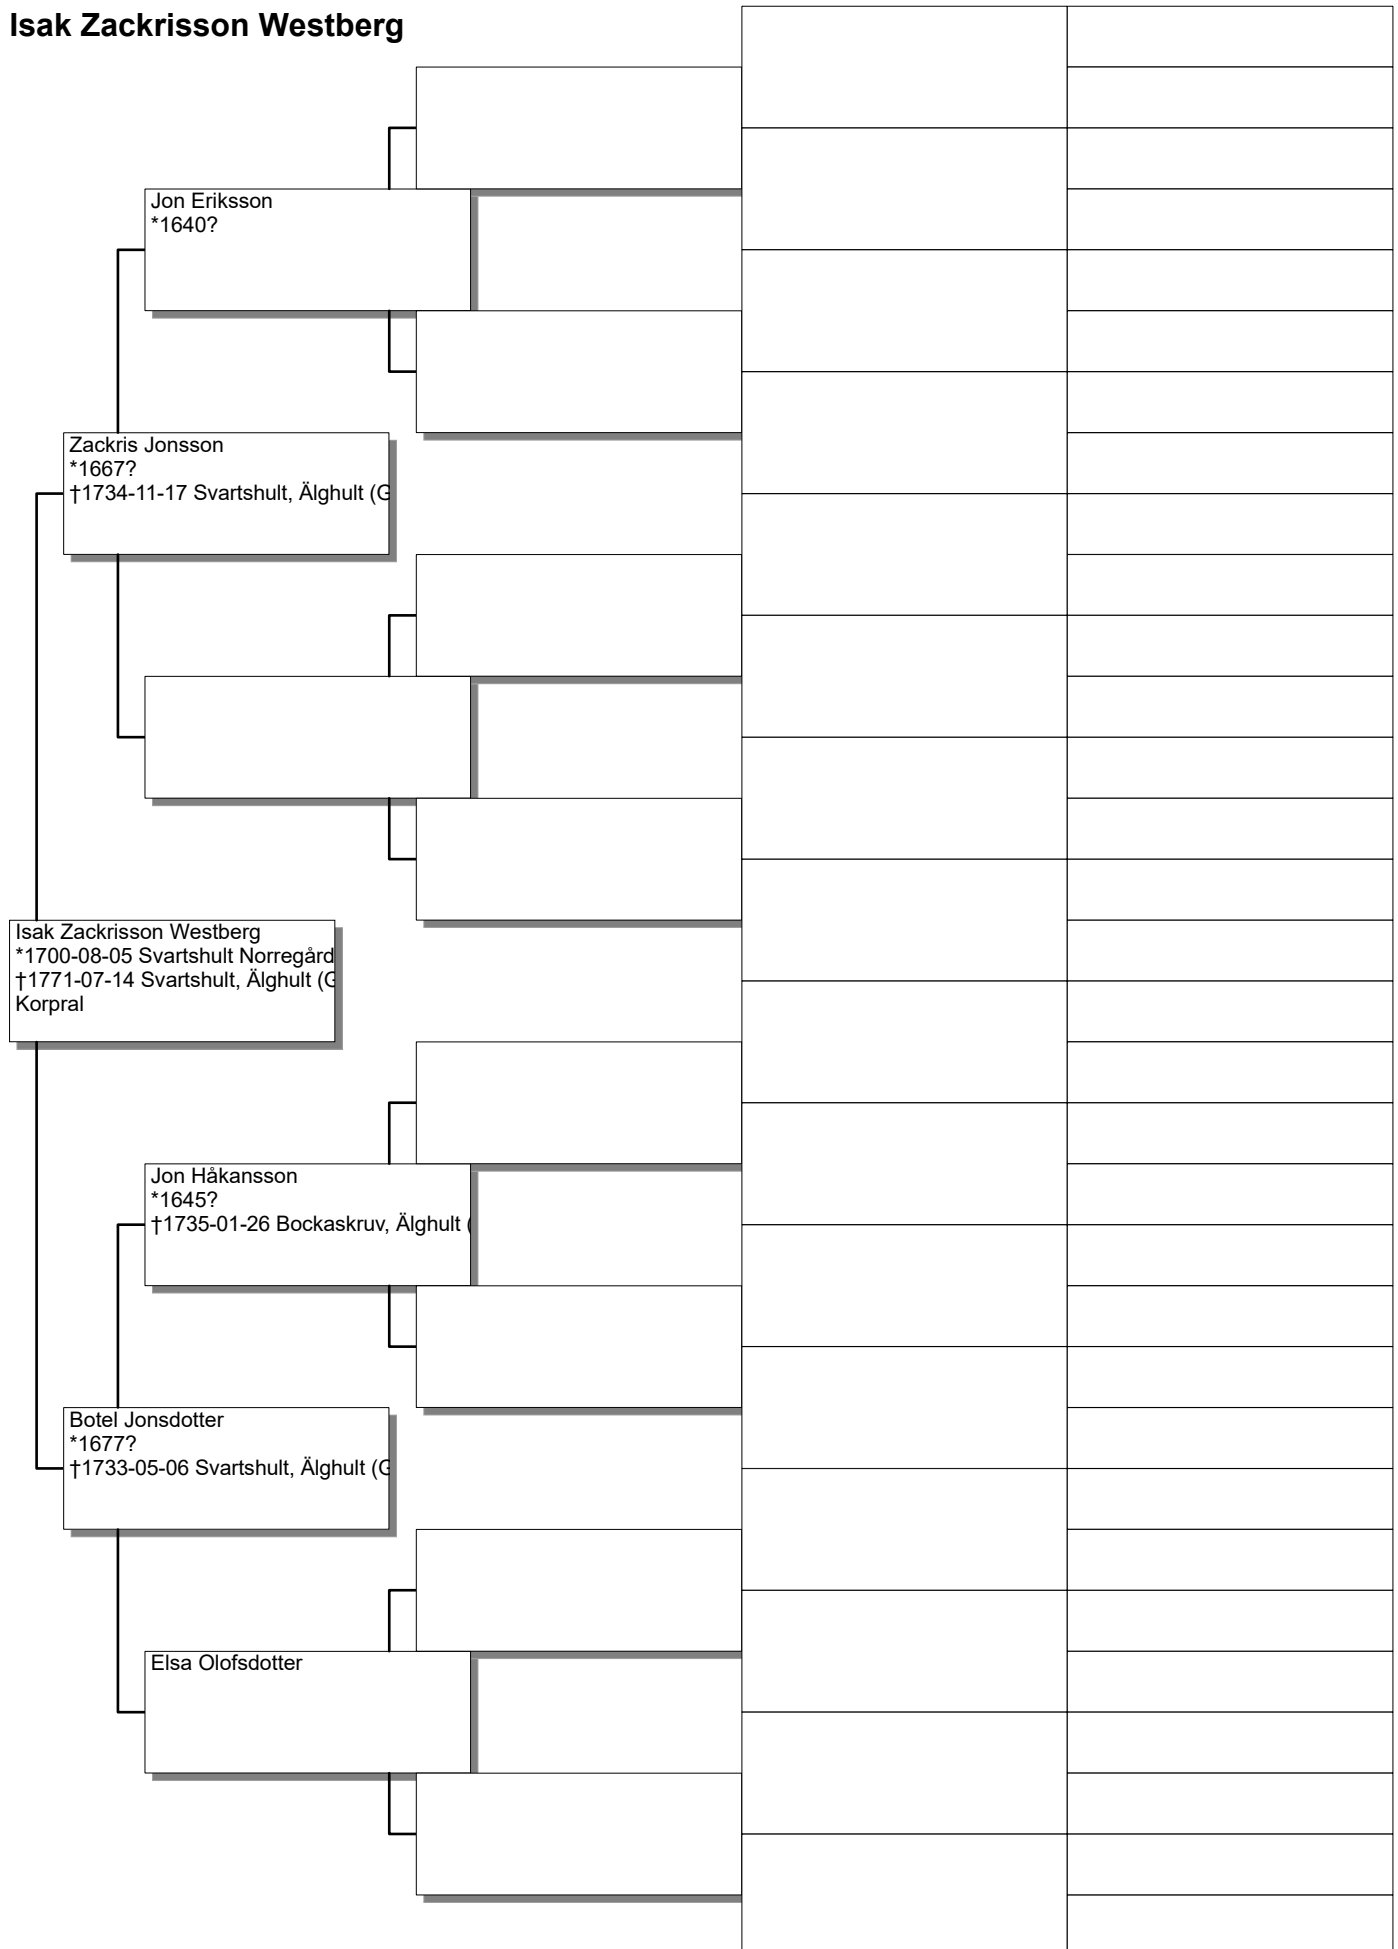 Isak Zackrisson Westberg
Jon Eriksson
*1640?
Zackris Jonsson
*1667?
†1734-11-17 Svartshult, Älghult (G
Isak Zackrisson Westberg
*1700-08-05 Svartshult Norregård
†1771-07-14 Svartshult, Älghult (G
Korpral
Jon Håkansson
*1645?
†1735-01-26 Bockaskruv, Älghult (
Botel Jonsdotter
*1677?
†1733-05-06 Svartshult, Älghult (G
Elsa Olofsdotter